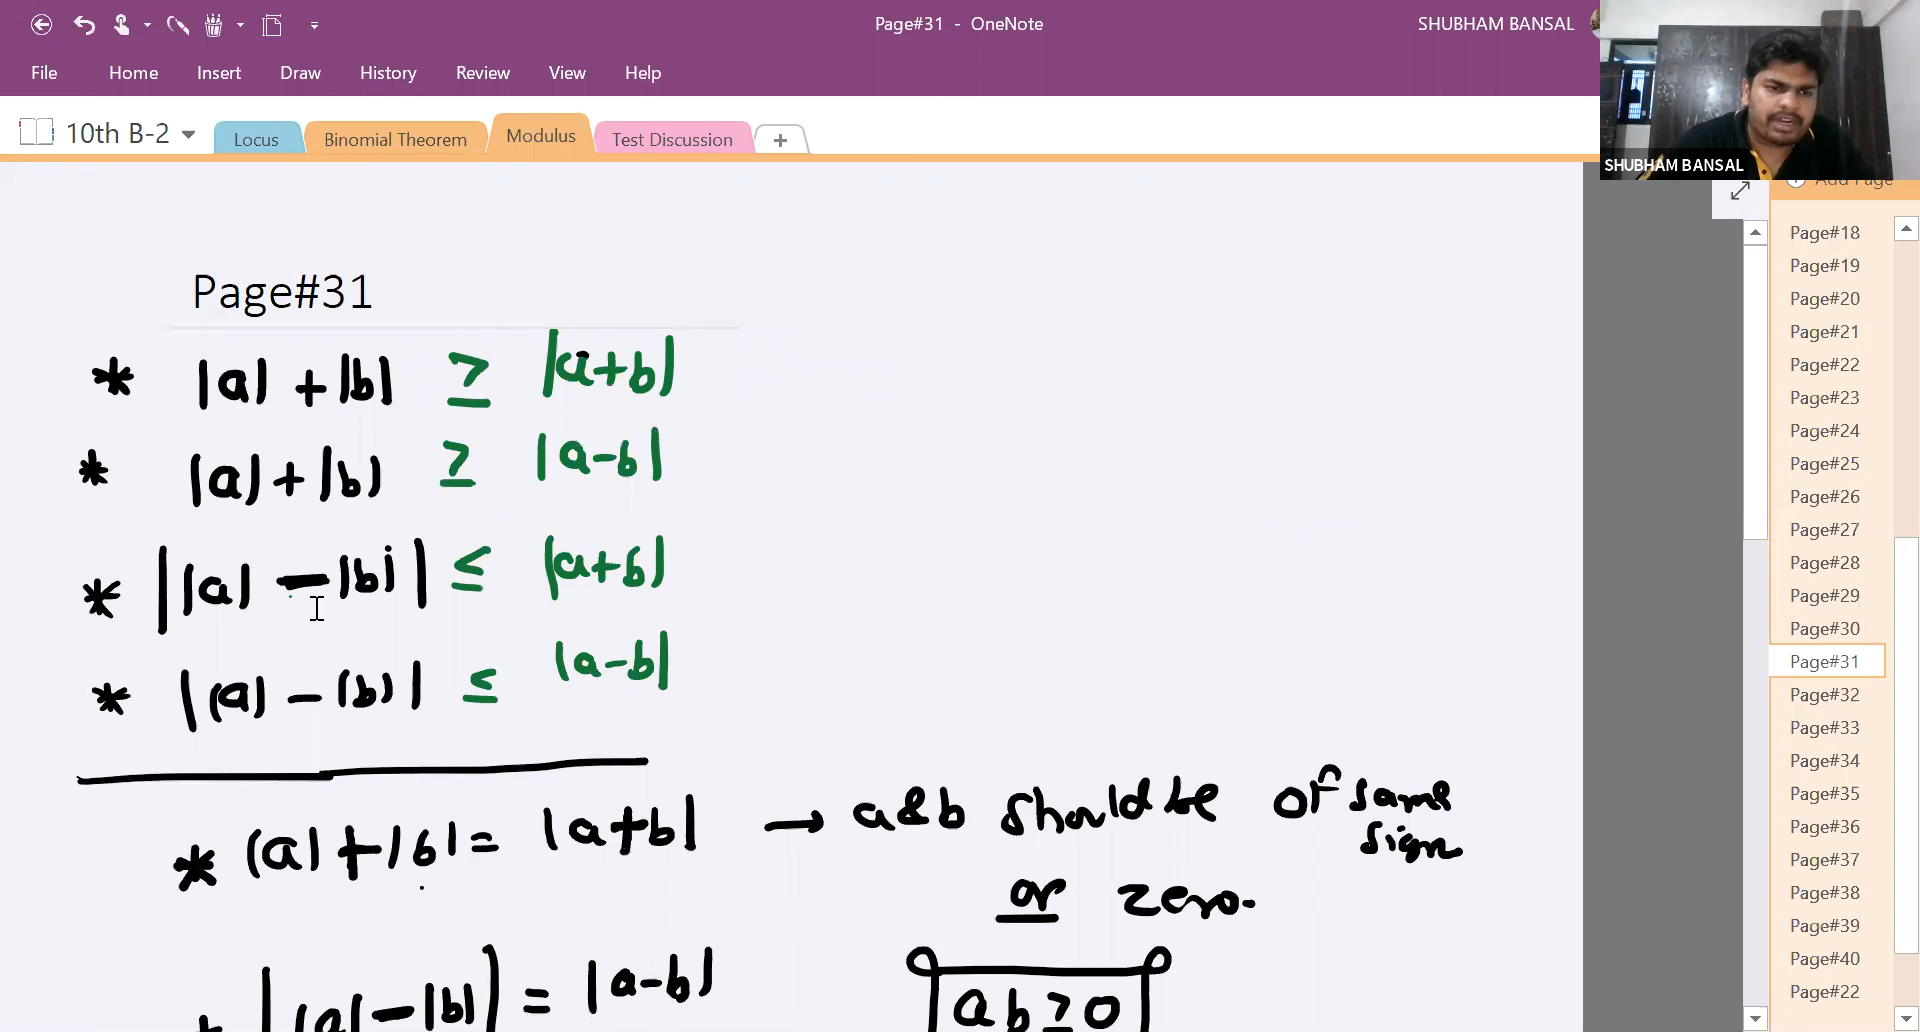 Page#31 - OneNote
SHUBHAM BANSAL
File Home Insert Draw History Review View Help
10th B-2
Locus Binomial Theorem Modulus Test Discussion +
SHUBHAM BANSAL
Add Page
Page#31
* |a| + |b| ≥ |a+b|
* |a| + |b| ≥ |a-b|
* ||a| - |b|| ≤ |a+b|
* ||a| - |b|| ≤ |a-b|
* |a| + |b| = |a+b| → a&b should be of same sign
or zero.
* ||a| - |b|| = |a-b|
ab ≥ 0
Page#18
Page#19
Page#20
Page#21
Page#22
Page#23
Page#24
Page#25
Page#26
Page#27
Page#28
Page#29
Page#30
Page#31
Page#32
Page#33
Page#34
Page#35
Page#36
Page#37
Page#38
Page#39
Page#40
Page#22